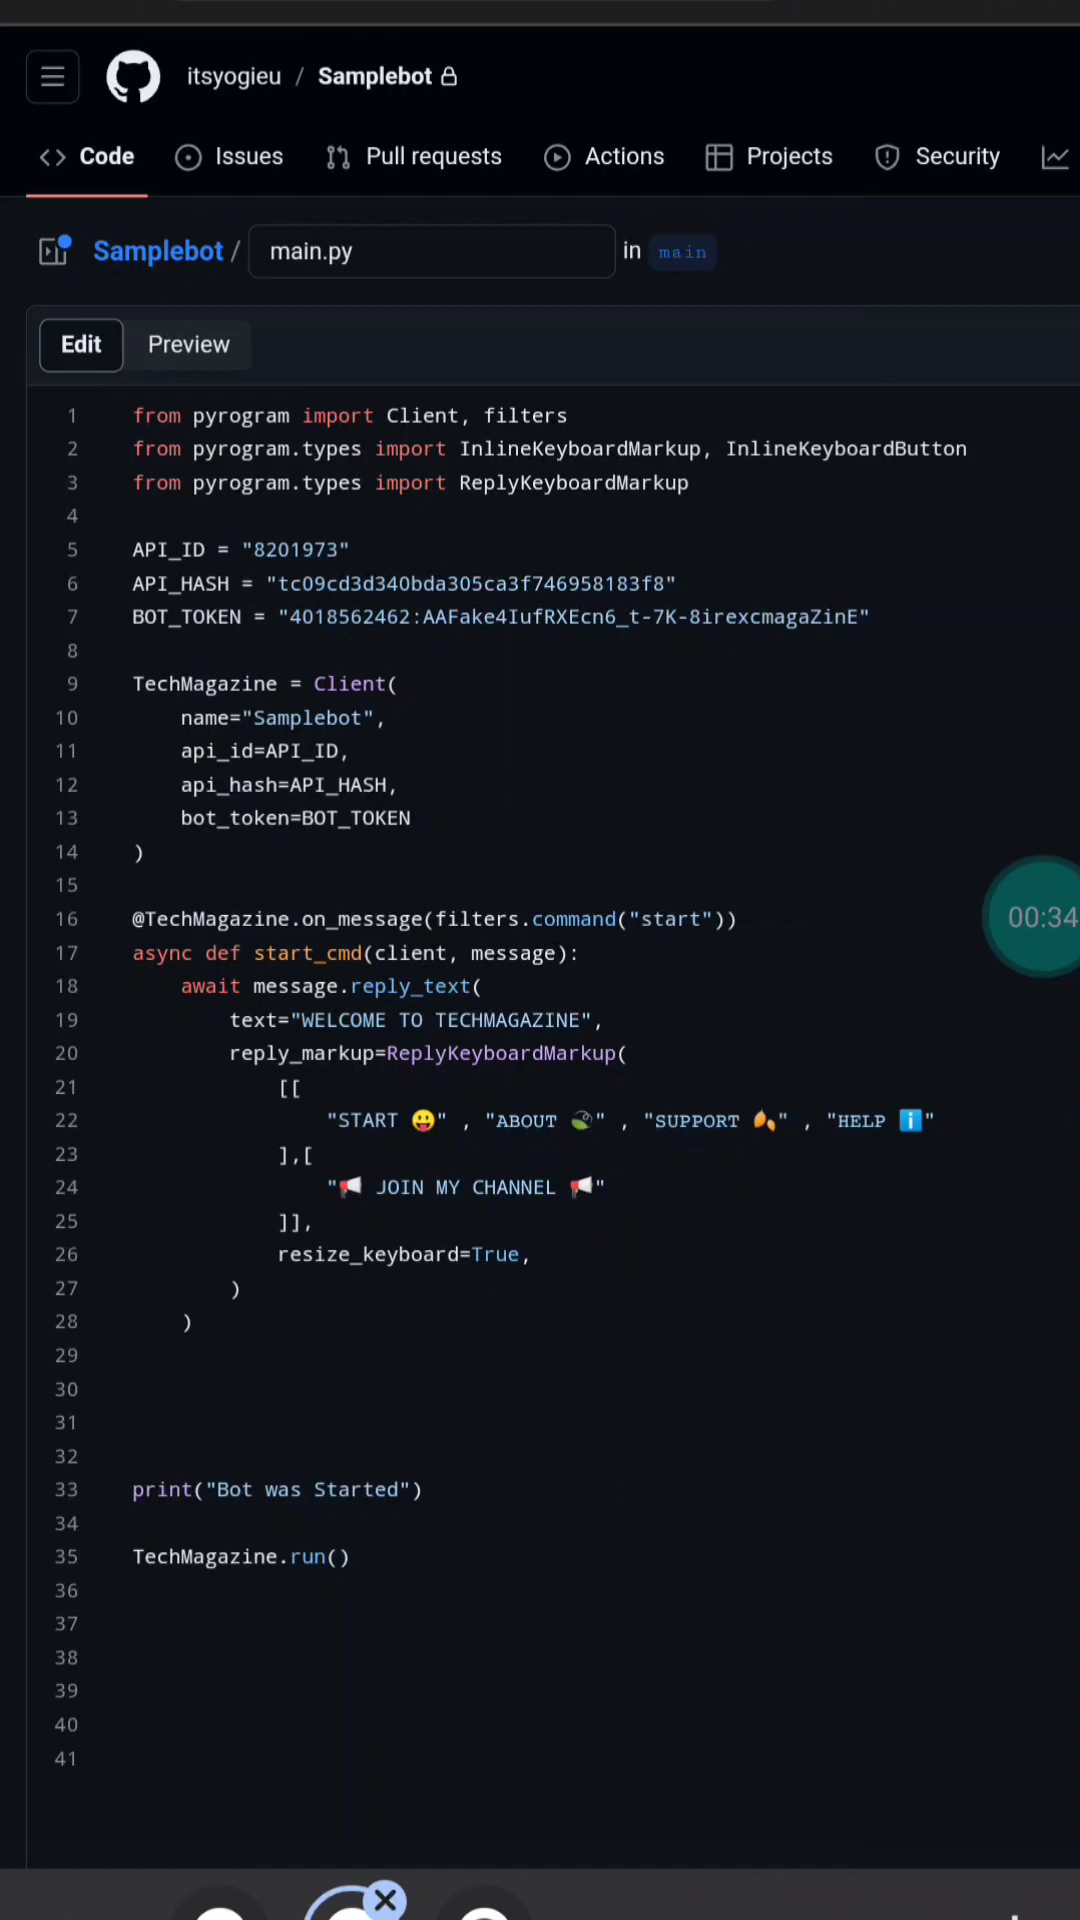 itsyogieu / Samplebot
Code Issues Pull requests Actions Projects Security
Samplebot / main.py in main
Edit Preview
1 from pyrogram import Client, filters
2 from pyrogram.types import InlineKeyboardMarkup, InlineKeyboardButton
3 from pyrogram.types import ReplyKeyboardMarkup
4
5 API_ID = "8201973"
6 API_HASH = "tc09cd3d340bda305ca3f746958183f8"
7 BOT_TOKEN = "4018562462:AAFake4IufRXEcn6_t-7K-8irexcmagaZinE"
8
9 TechMagazine = Client(
10 name="Samplebot",
11 api_id=API_ID,
12 api_hash=API_HASH,
13 bot_token=BOT_TOKEN
14 )
15
16 @TechMagazine.on_message(filters.command("start"))
00:34
17 async def start_cmd(client, message):
18 await message.reply_text(
19 text="WELCOME TO TECHMAGAZINE",
20 reply_markup=ReplyKeyboardMarkup(
21 [[
22 "START 😛" , "ABOUT 🍃" , "SUPPORT 🍂" , "HELP ℹ️"
23 ],[
24 "📢 JOIN MY CHANNEL 📢"
25 ]],
26 resize_keyboard=True,
27 )
28 )
29
30
31
32
33 print("Bot was Started")
34
35 TechMagazine.run()
36
37
38
39
40
41